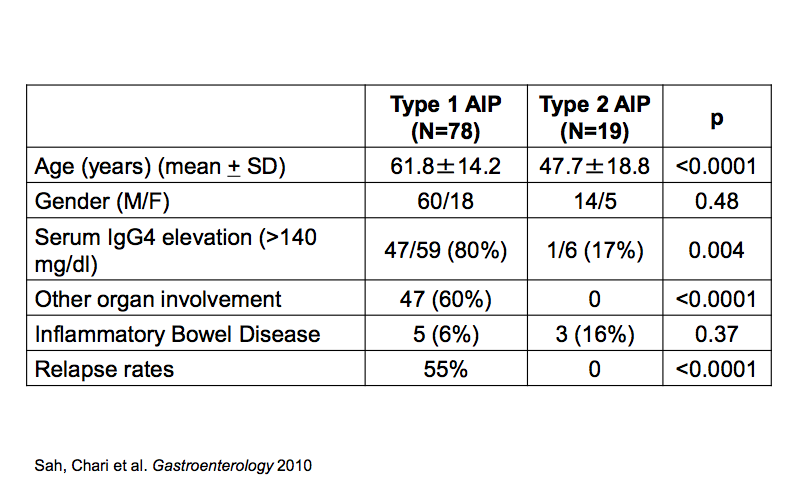 Type 1 AIP (N=78) Type 2 AIP (N=19) p
Age (years) (mean + SD) 61.8±14.2 47.7±18.8 <0.0001
Gender (M/F) 60/18 14/5 0.48
Serum IgG4 elevation (>140 mg/dl) 47/59 (80%) 1/6 (17%) 0.004
Other organ involvement 47 (60%) 0 <0.0001
Inflammatory Bowel Disease 5 (6%) 3 (16%) 0.37
Relapse rates 55% 0 <0.0001
Sah, Chari et al. Gastroenterology 2010